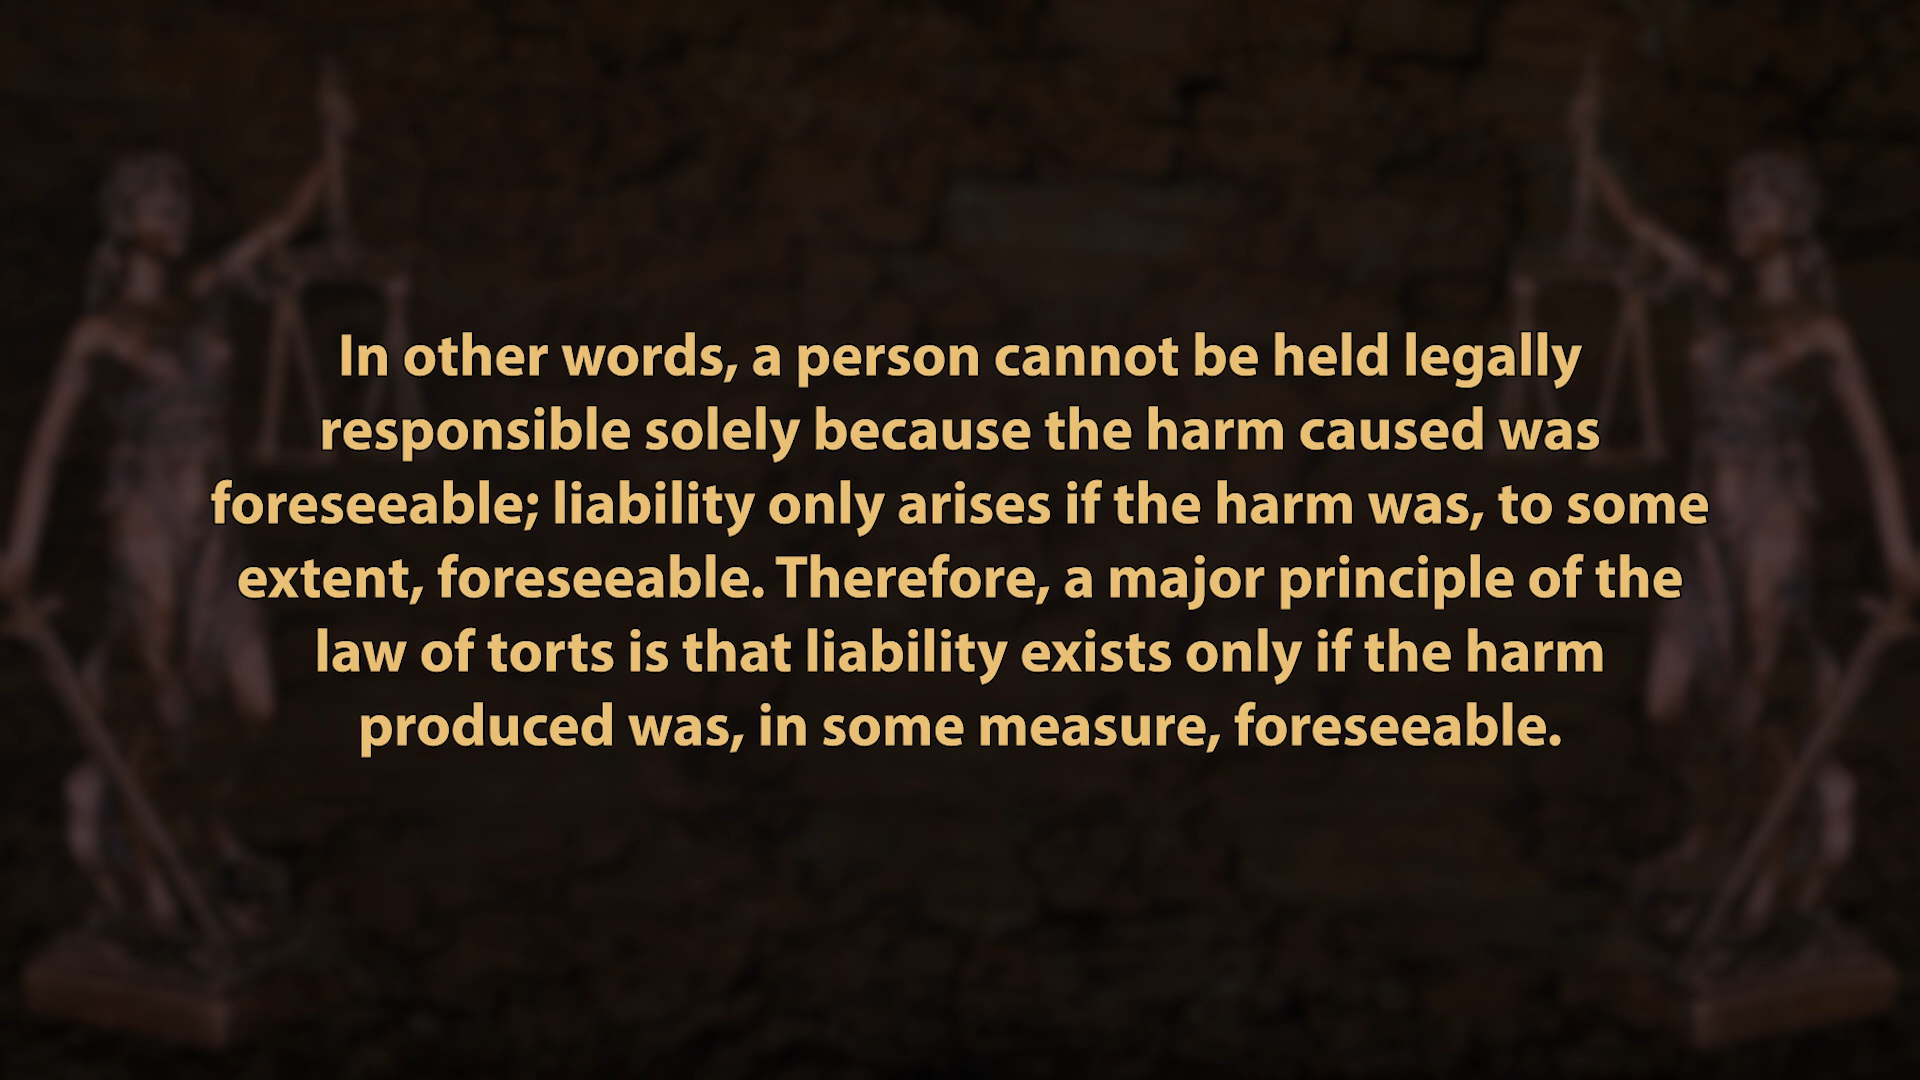 In other words, a person cannot be held legally
responsible solely because the harm caused was
foreseeable; liability only arises if the harm was, to some
extent, foreseeable. Therefore, a major principle of the
law of torts is that liability exists only if the harm
produced was, in some measure, foreseeable.